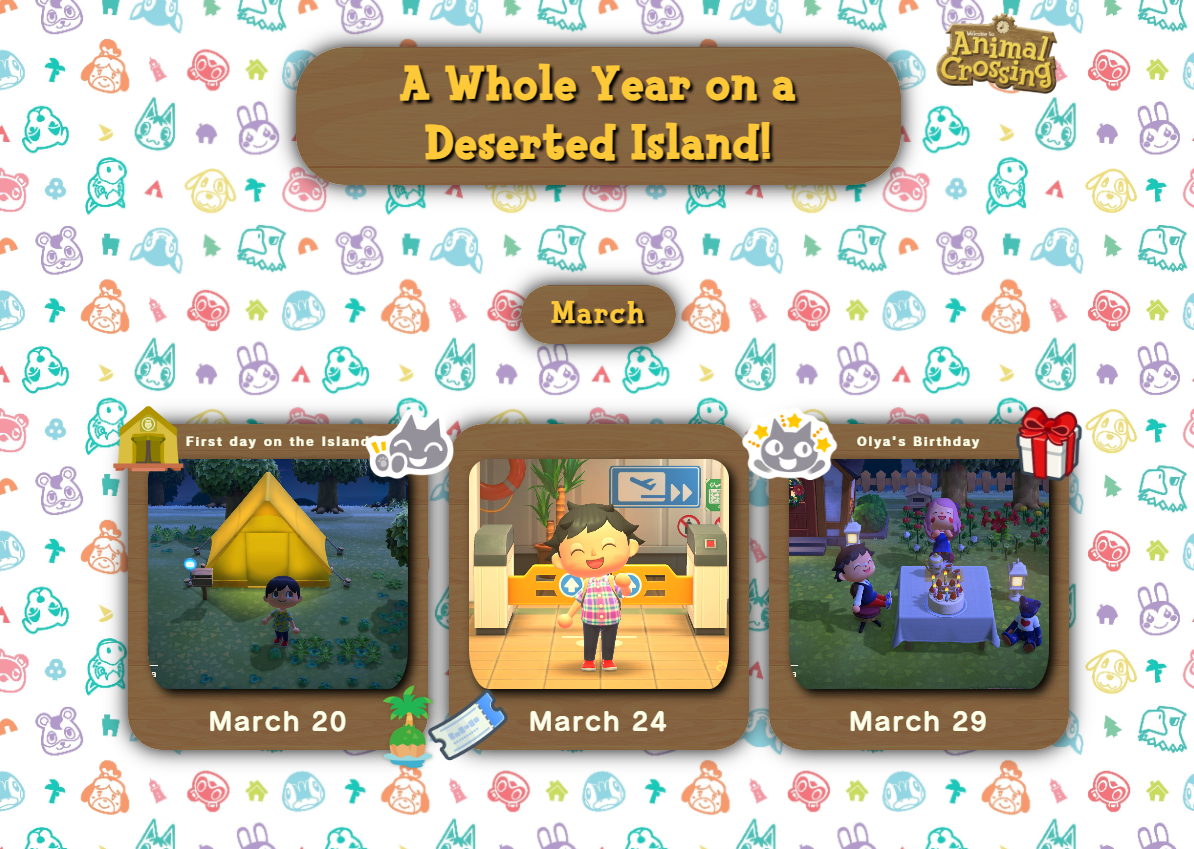 Welcome to
Animal
Crossing
A Whole Year on a
Deserted Island!
March
First day on the Island
Olya's Birthday
March 20
March 24
March 29